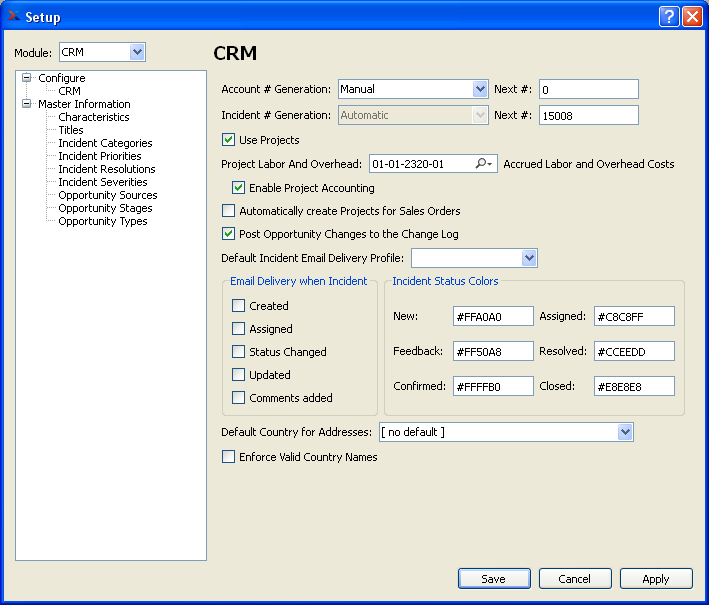 Setup
Module: CRM
CRM
Configure
CRM
Master Information
Characteristics
Titles
Incident Categories
Incident Priorities
Incident Resolutions
Incident Severities
Opportunity Sources
Opportunity Stages
Opportunity Types
Account # Generation: Manual Next #: 0
Incident # Generation: Automatic Next #: 15008
Use Projects
Project Labor And Overhead: 01-01-2320-01 Accrued Labor and Overhead Costs
Enable Project Accounting
Automatically create Projects for Sales Orders
Post Opportunity Changes to the Change Log
Default Incident Email Delivery Profile:
Email Delivery when Incident
Created
Assigned
Status Changed
Updated
Comments added
Incident Status Colors
New: #FFA0A0 Assigned: #C8C8FF
Feedback: #FF50A8 Resolved: #CCEEDD
Confirmed: #FFFFB0 Closed: #E8E8E8
Default Country for Addresses: [ no default ]
Enforce Valid Country Names
Save Cancel Apply